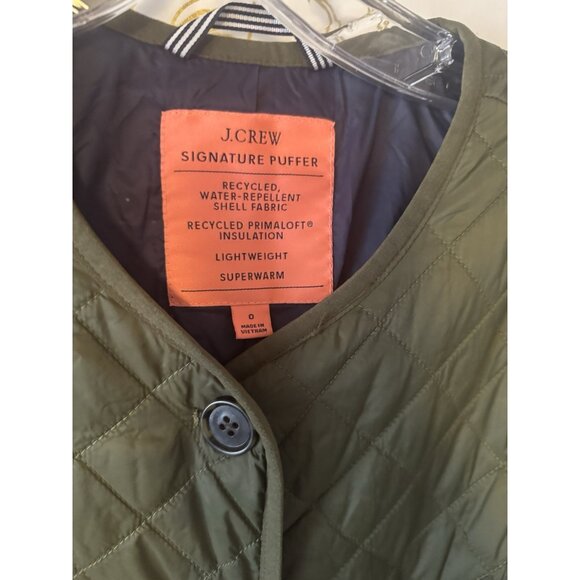 J.CREW
SIGNATURE PUFFER
RECYCLED,
WATER-REPELLENT
SHELL FABRIC
RECYCLED PRIMALOFT®
INSULATION
LIGHTWEIGHT
SUPERWARM
0
MADE IN
VIETNAM